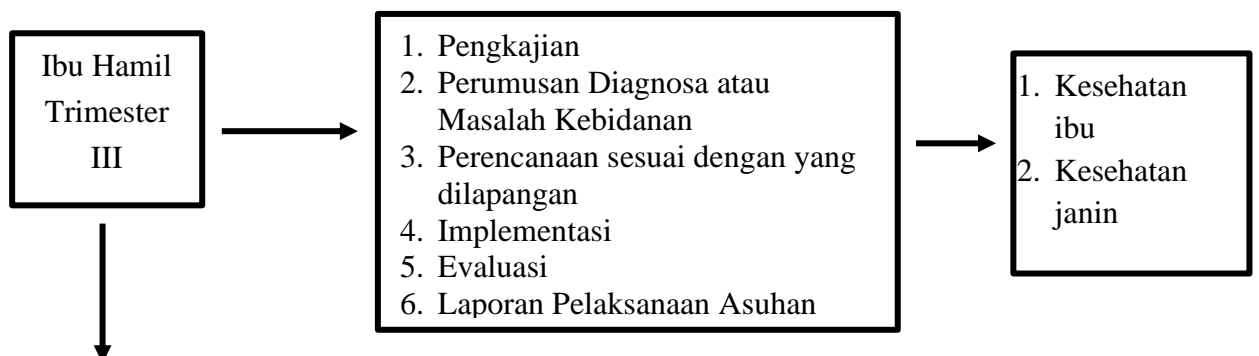 Ibu Hamil
Trimester
III
1. Pengkajian
2. Perumusan Diagnosa atau
Masalah Kebidanan
3. Perencanaan sesuai dengan yang
dilapangan
4. Implementasi
5. Evaluasi
6. Laporan Pelaksanaan Asuhan
1. Kesehatan
ibu
2. Kesehatan
janin